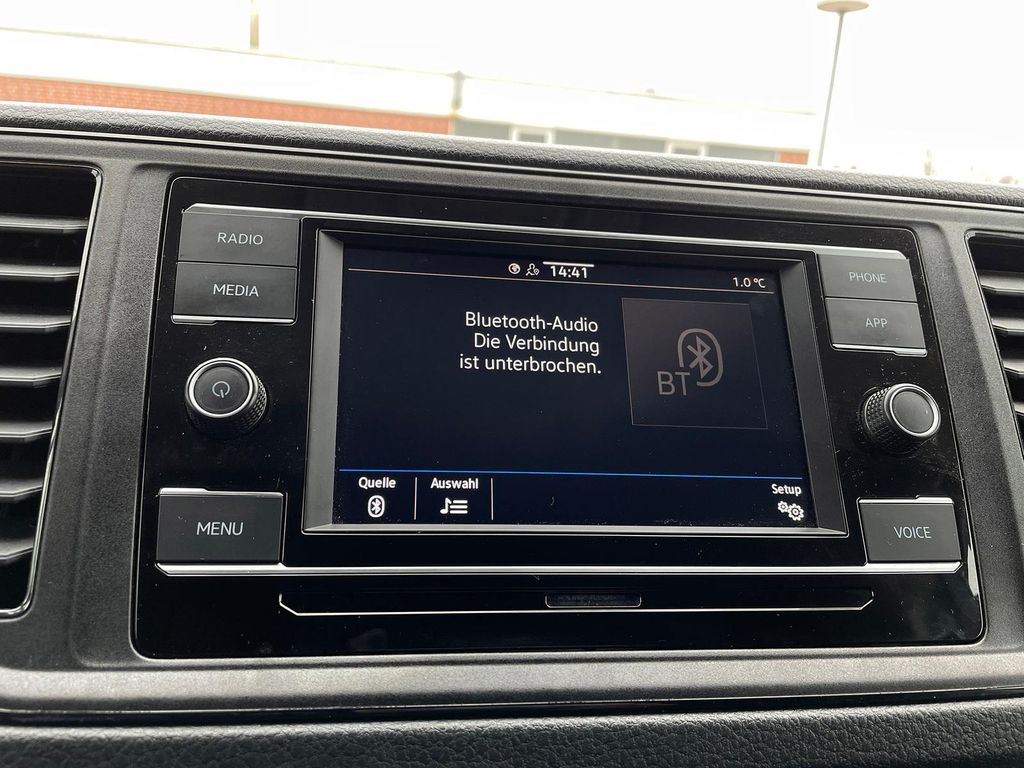 RADIO
MEDIA
MENU
14:41
1.0 °C
Bluetooth-Audio
Die Verbindung
ist unterbrochen.
BT
Quelle
Auswahl
Setup
PHONE
APP
VOICE